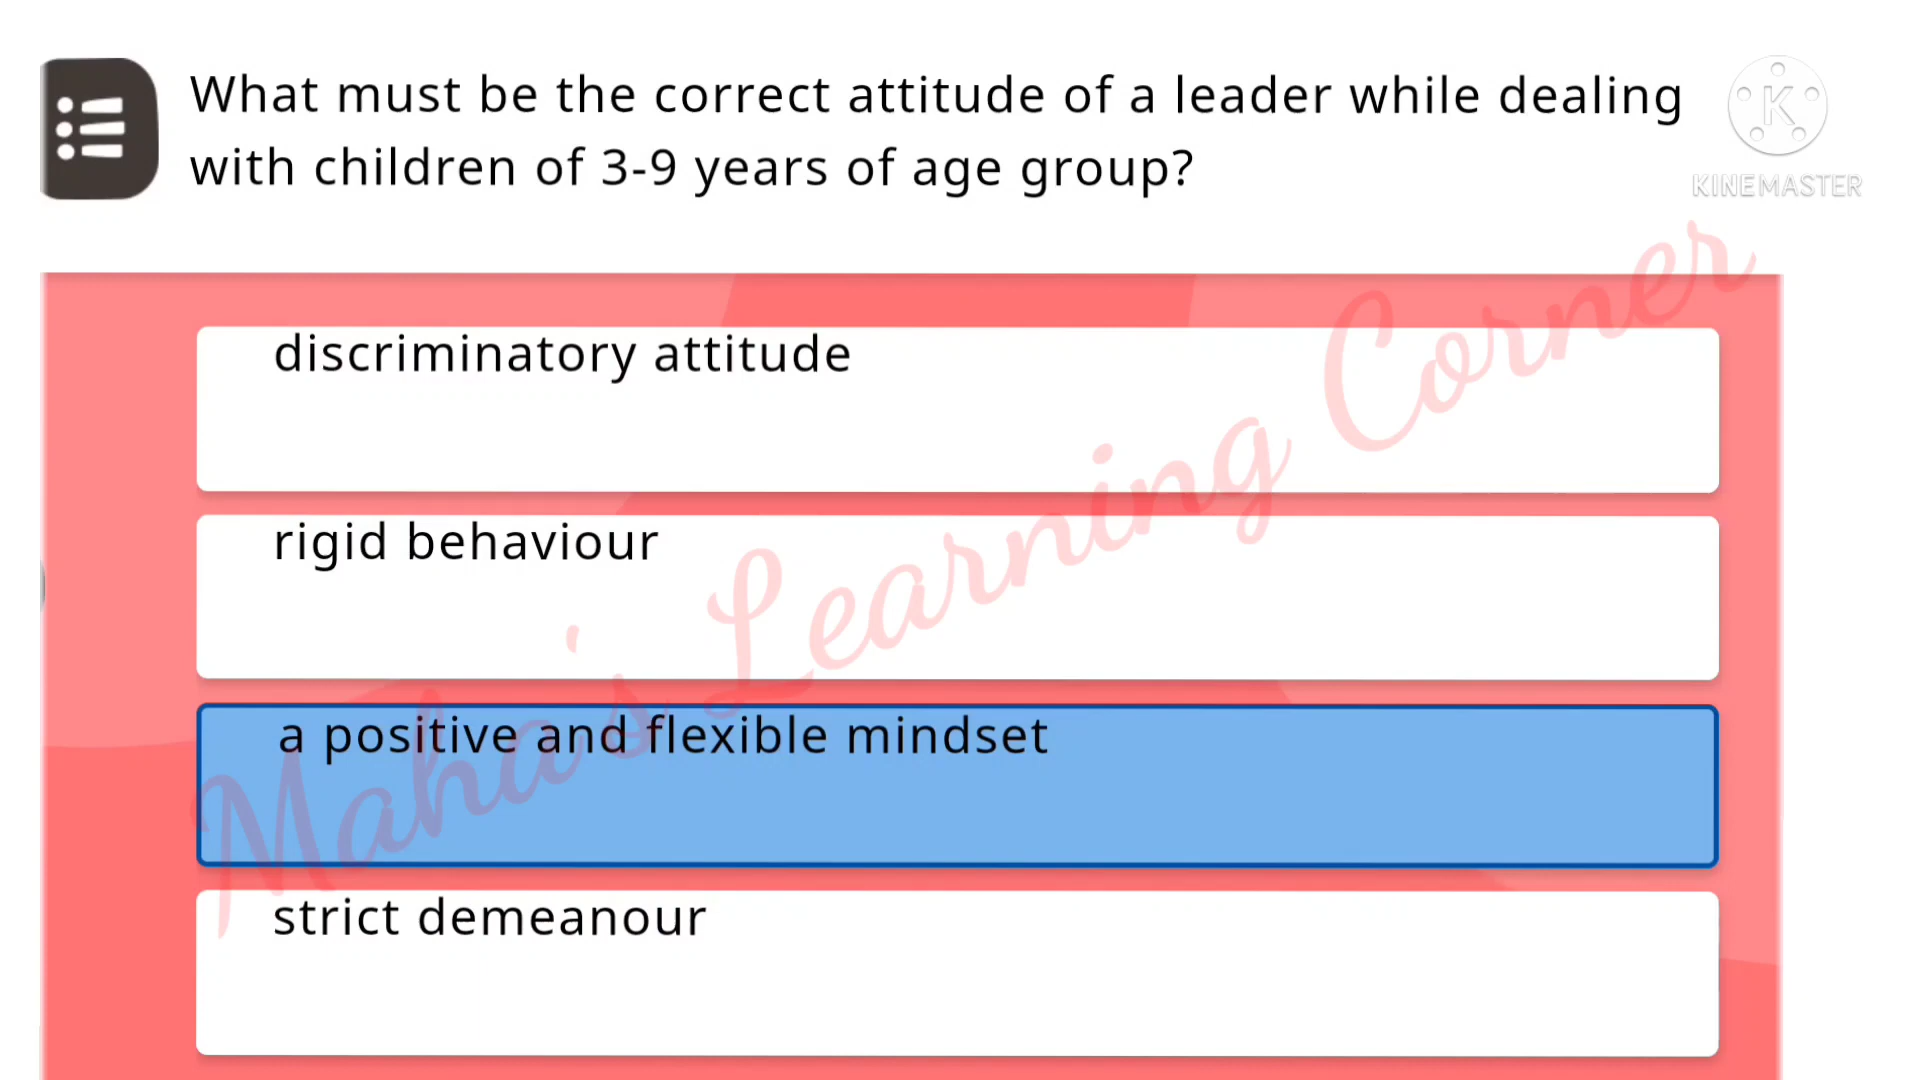 What must be the correct attitude of a leader while dealing
with children of 3-9 years of age group?
K
KINEMASTER
discriminatory attitude
rigid behaviour
a positive and flexible mindset
strict demeanour
Maha's Learning Corner